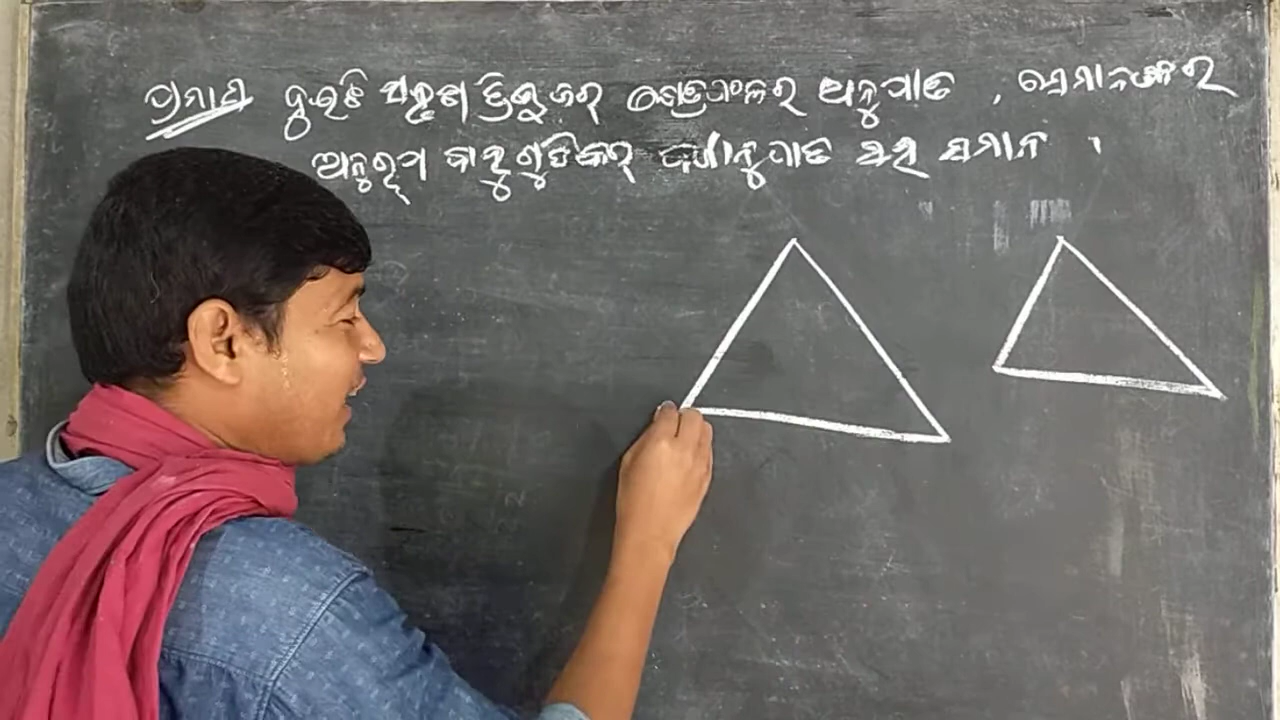 ପ୍ରମାଣ ଦୁଇଟି ସଦୃଶ ତ୍ରିଭୁଜର କ୍ଷେତ୍ରଫଳର ଅନୁପାତ , ସେମାନଙ୍କର
ଅନୁରୂପ ବାହୁଗୁଡିକର ବର୍ଗାନୁପାତ ସହ ସମାନ ।